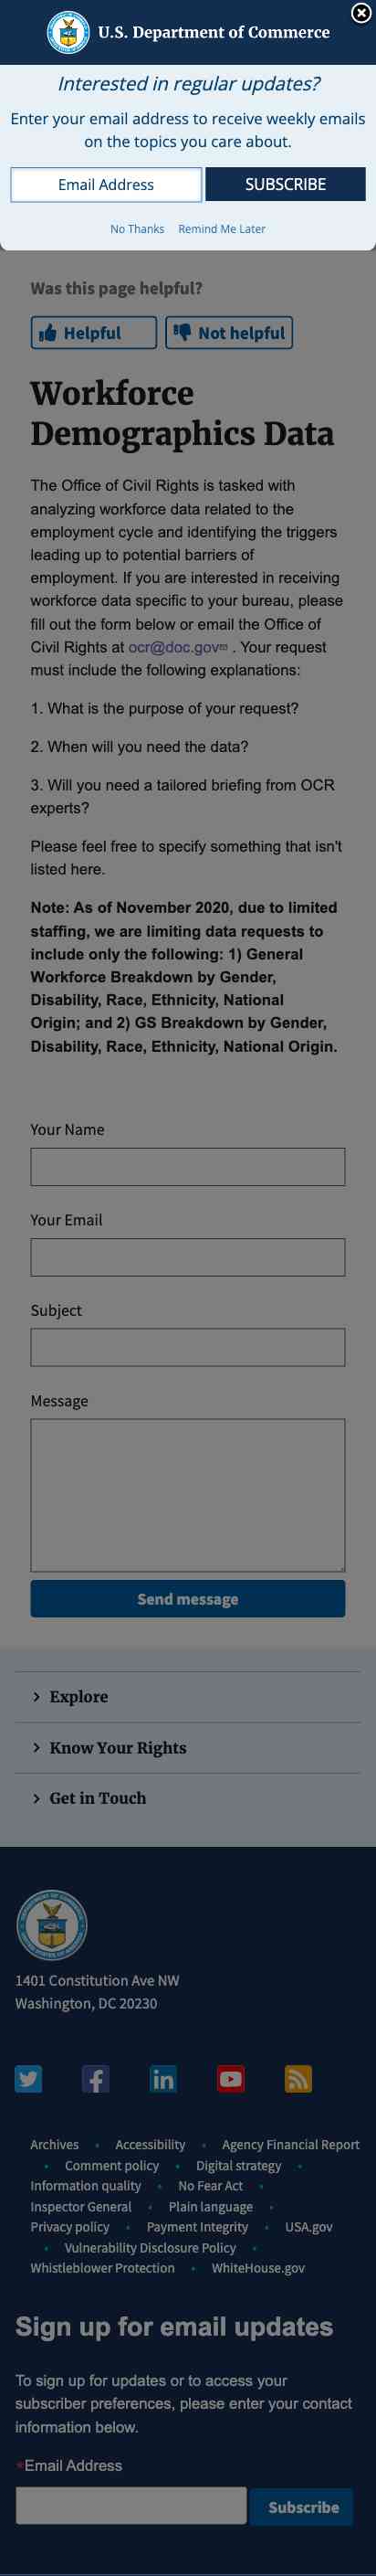 U.S. Department of Commerce
Interested in regular updates?
Enter your email address to receive weekly emails
on the topics you care about.
Email Address
SUBSCRIBE
No Thanks
Remind Me Later
Was this page helpful?
Helpful
Not helpful
Workforce
Demographics Data
The Office of Civil Rights is tasked with
analyzing workforce data related to the
employment cycle and identifying the triggers
leading up to potential barriers of
employment. If you are interested in receiving
workforce data specific to your bureau, please
fill out the form below or email the Office of
Civil Rights at ocr@doc.gov . Your request
must include the following explanations:
1. What is the purpose of your request?
2. When will you need the data?
3. Will you need a tailored briefing from OCR
experts?
Please feel free to specify something that isn't
listed here.
Note: As of November 2020, due to limited
staffing, we are limiting data requests to
include only the following: 1) General
Workforce Breakdown by Gender,
Disability, Race, Ethnicity, National
Origin; and 2) GS Breakdown by Gender,
Disability, Race, Ethnicity, National Origin.
Your Name
Your Email
Subject
Message
Send message
Explore
Know Your Rights
Get in Touch
1401 Constitution Ave NW
Washington, DC 20230
Archives • Accessibility • Agency Financial Report
• Comment policy • Digital strategy •
Information quality • No Fear Act •
Inspector General • Plain language •
Privacy policy • Payment Integrity • USA.gov
• Vulnerability Disclosure Policy •
Whistleblower Protection • WhiteHouse.gov
Sign up for email updates
To sign up for updates or to access your
subscriber preferences, please enter your contact
information below.
*Email Address
Subscribe